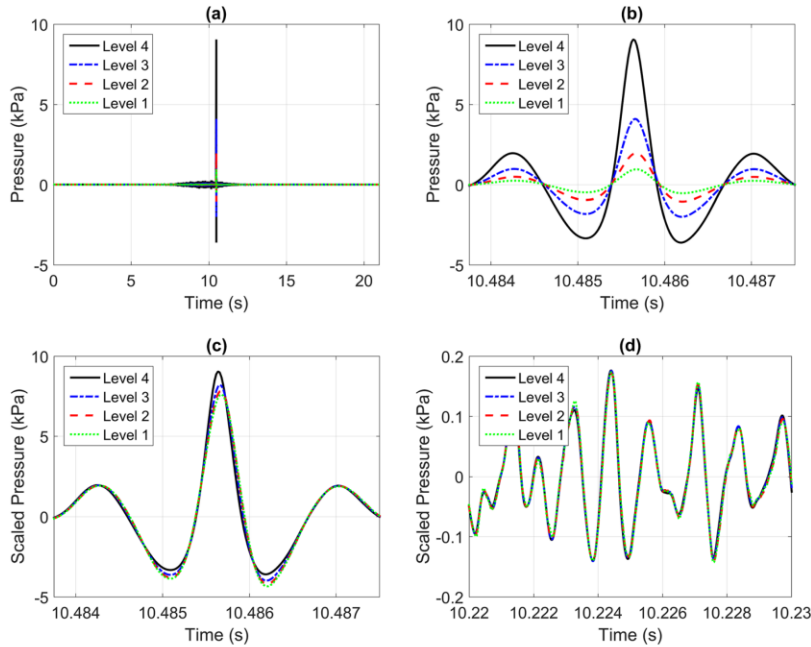 (a)
Level 4
Level 3
Level 2
Level 1
Pressure (kPa)
10
5
0
-5
0
5
10
15
20
Time (s)
(b)
Level 4
Level 3
Level 2
Level 1
Pressure (kPa)
10
5
0
-5
10.484
10.485
10.486
10.487
Time (s)
(c)
Level 4
Level 3
Level 2
Level 1
Scaled Pressure (kPa)
10
5
0
-5
10.484
10.485
10.486
10.487
Time (s)
(d)
Level 4
Level 3
Level 2
Level 1
Scaled Pressure (kPa)
0.2
0.1
0
-0.1
-0.2
10.22
10.222
10.224
10.226
10.228
10.23
Time (s)